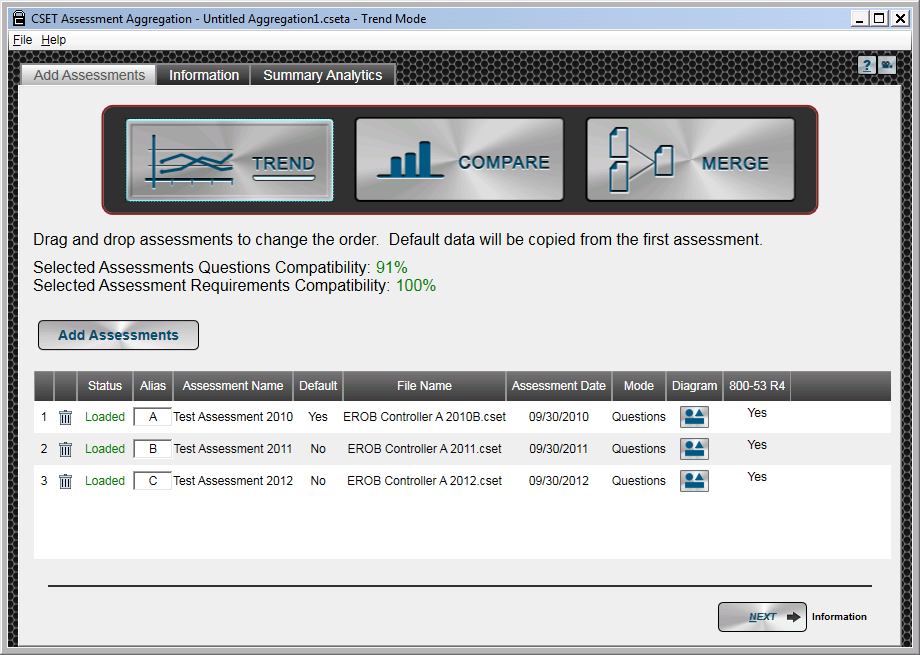 CSET Assessment Aggregation - Untitled Aggregation1.cseta - Trend Mode
File Help
Add Assessments Information Summary Analytics ?
TREND COMPARE MERGE
Drag and drop assessments to change the order. Default data will be copied from the first assessment.
Selected Assessments Questions Compatibility: 91%
Selected Assessment Requirements Compatibility: 100%
Add Assessments
Status Alias Assessment Name Default File Name Assessment Date Mode Diagram 800-53 R4
1 Loaded A Test Assessment 2010 Yes EROB Controller A 2010B.cset 09/30/2010 Questions Yes
2 Loaded B Test Assessment 2011 No EROB Controller A 2011.cset 09/30/2011 Questions Yes
3 Loaded C Test Assessment 2012 No EROB Controller A 2012.cset 09/30/2012 Questions Yes
NEXT Information